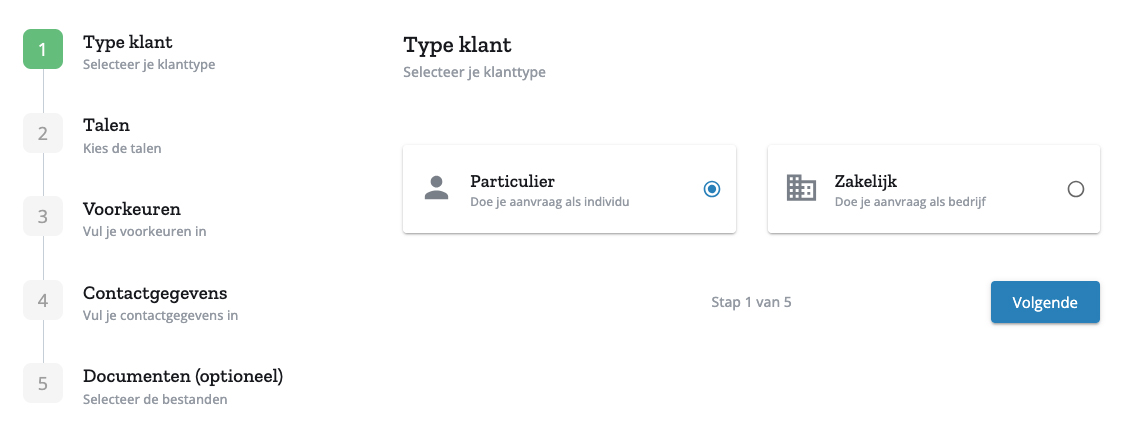 1
Type klant
Selecteer je klanttype
2
Talen
Kies de talen
3
Voorkeuren
Vul je voorkeuren in
4
Contactgegevens
Vul je contactgegevens in
5
Documenten (optioneel)
Selecteer de bestanden
Type klant
Selecteer je klanttype
Particulier
Doe je aanvraag als individu
Zakelijk
Doe je aanvraag als bedrijf
Stap 1 van 5
Volgende